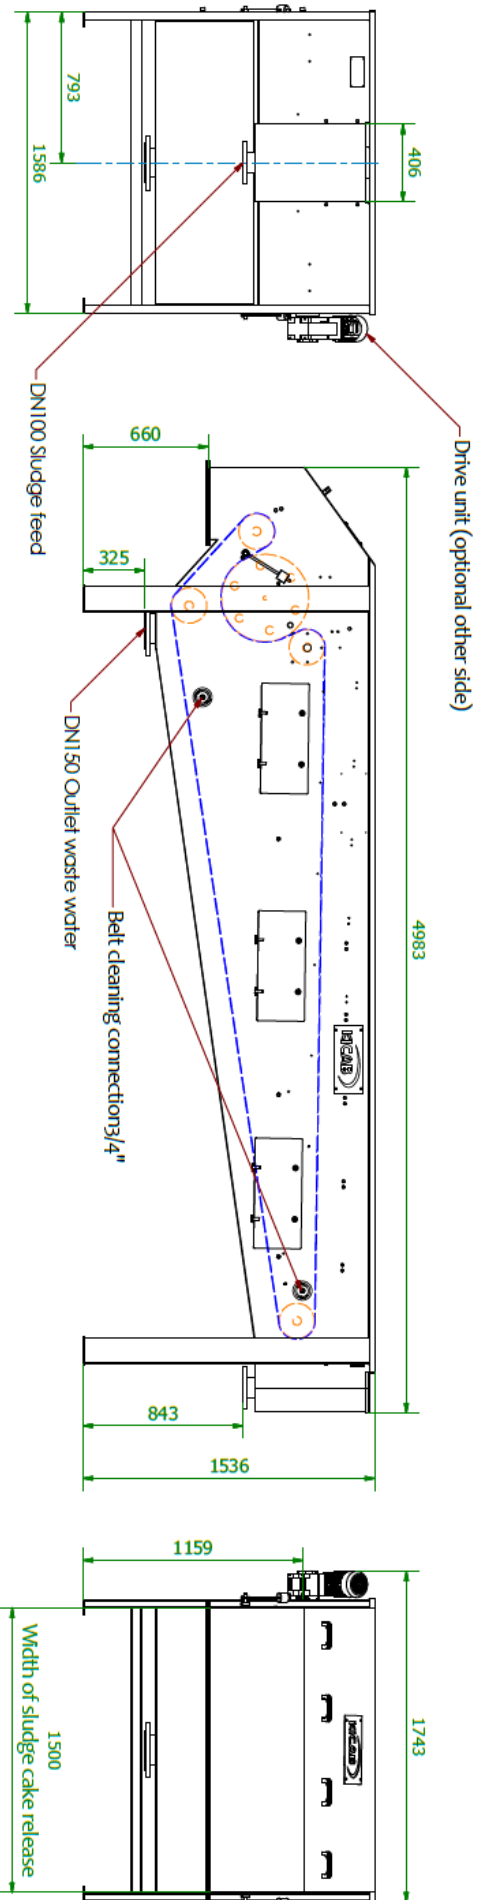 793
1586
406
DN100 Sludge feed
Drive unit (optional other side)
660
325
DN150 Outlet waste water
Belt cleaning connection3/4"
4983
843
1536
1159
1743
1500
Width of sludge cake release